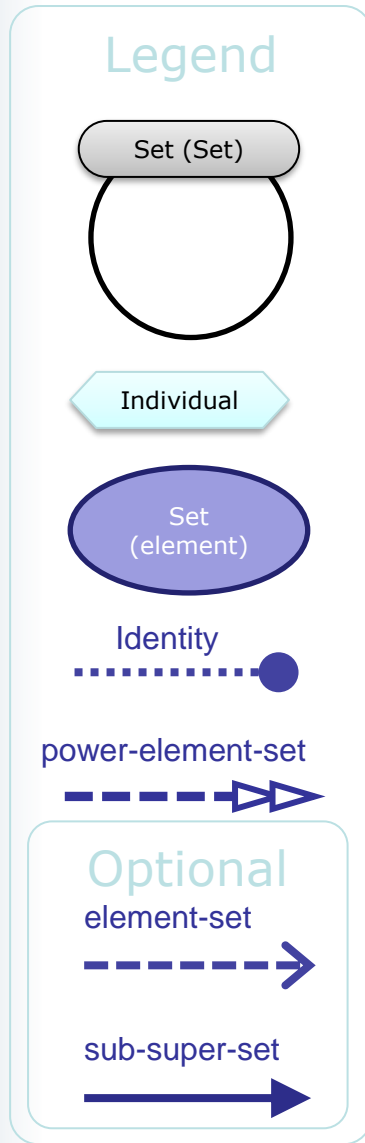 Legend
Set (Set)
Individual
Set
(element)
Identity
power-element-set
Optional
element-set
sub-super-set